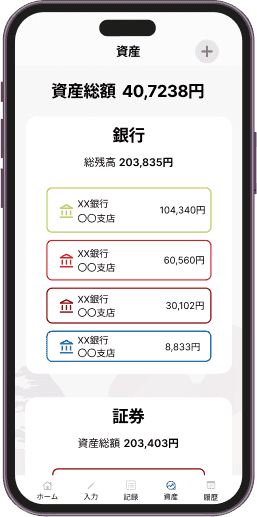 資産
資産総額 40,7238円
銀行
総残高 203,835円
XX銀行
〇〇支店
104,340円
XX銀行
〇〇支店
60,560円
XX銀行
〇〇支店
30,102円
XX銀行
〇〇支店
8,833円
証券
資産総額 203,403円
ホーム
入力
記録
資産
履歴